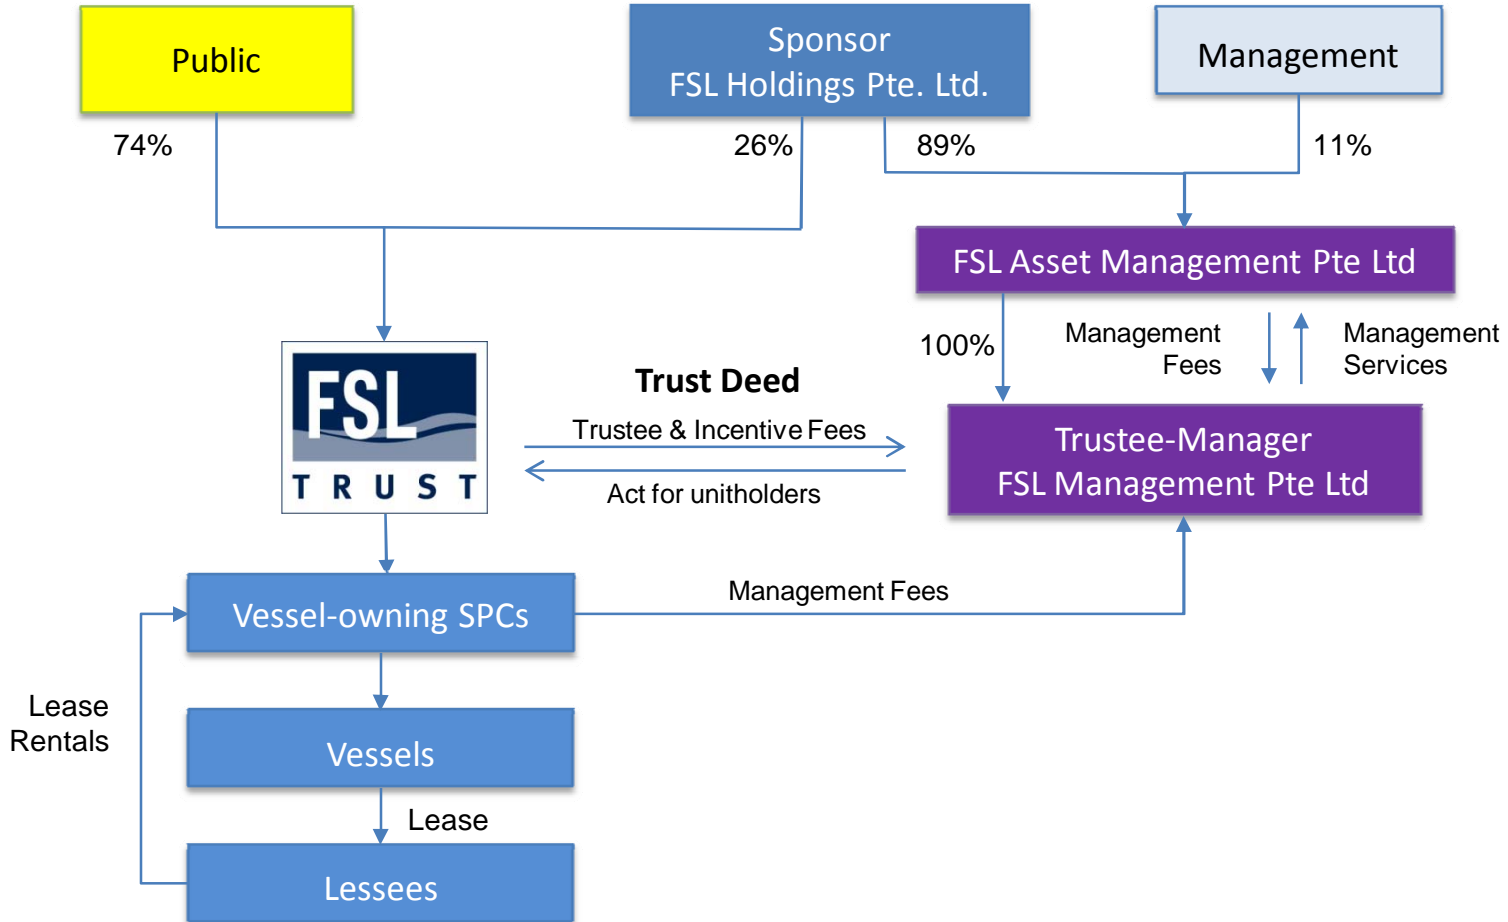 Public
Sponsor
FSL Holdings Pte. Ltd.
Management
74%
26%
89%
11%
FSL Asset Management Pte Ltd
100%
Management
Fees
Management
Services
FSL
TRUST
Trust Deed
Trustee & Incentive Fees
Act for unitholders
Trustee-Manager
FSL Management Pte Ltd
Vessel-owning SPCs
Management Fees
Lease
Rentals
Vessels
Lease
Lessees